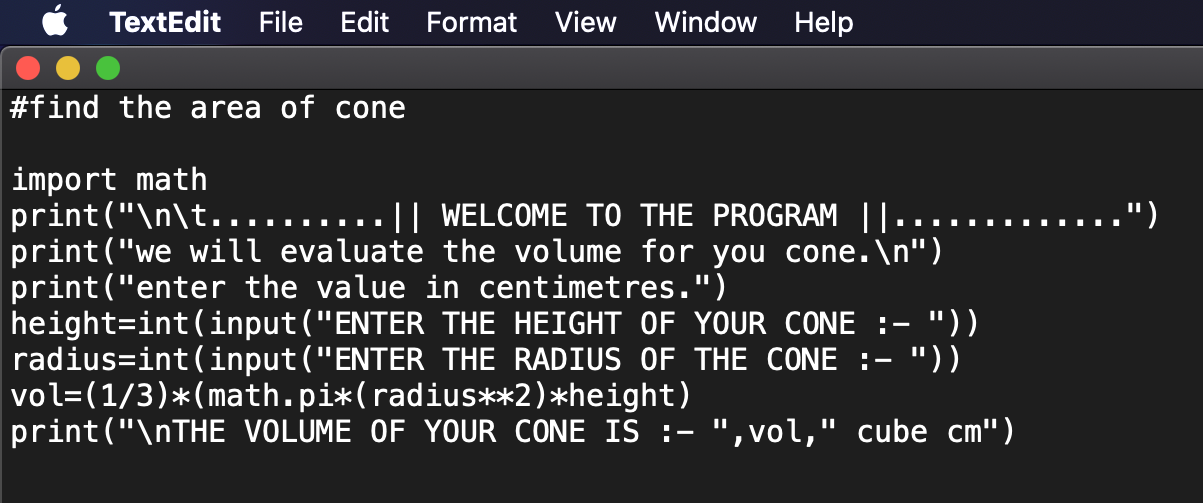 TextEdit File Edit Format View Window Help
#find the area of cone
import math
print("\n\t..........|| WELCOME TO THE PROGRAM ||.............")
print("we will evaluate the volume for you cone.\n")
print("enter the value in centimetres.")
height=int(input("ENTER THE HEIGHT OF YOUR CONE :- "))
radius=int(input("ENTER THE RADIUS OF THE CONE :- "))
vol=(1/3)*(math.pi*(radius**2)*height)
print("\nTHE VOLUME OF YOUR CONE IS :- ",vol," cube cm")